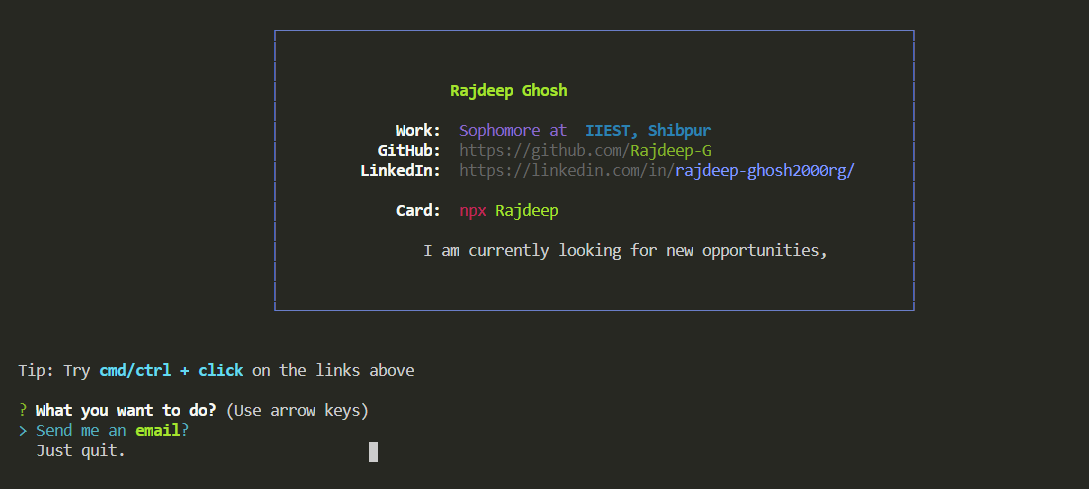 Rajdeep Ghosh
Work: Sophomore at IIEST, Shibpur
GitHub: https://github.com/Rajdeep-G
LinkedIn: https://linkedin.com/in/rajdeep-ghosh2000rg/
Card: npx Rajdeep
I am currently looking for new opportunities,
Tip: Try cmd/ctrl + click on the links above
? What you want to do? (Use arrow keys)
> Send me an email?
Just quit.